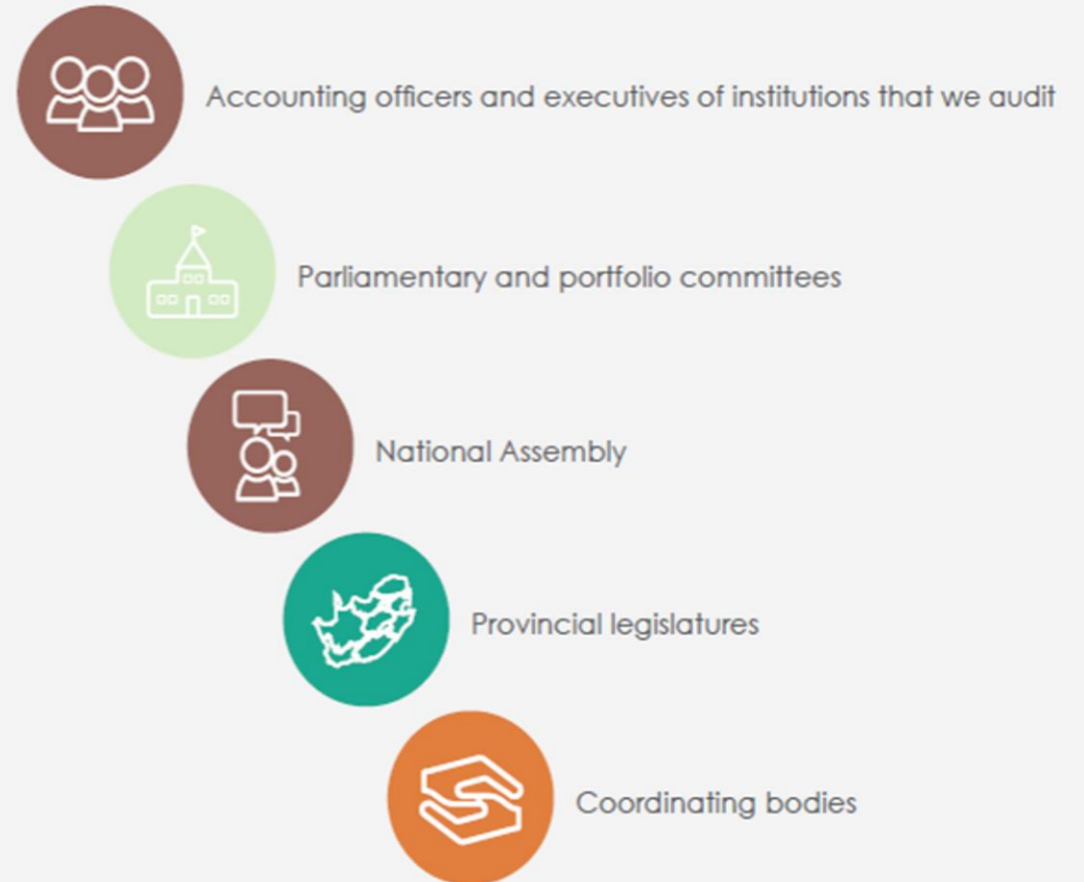 Accounting officers and executives of institutions that we audit
Parliamentary and portfolio committees
National Assembly
Provincial legislatures
Coordinating bodies